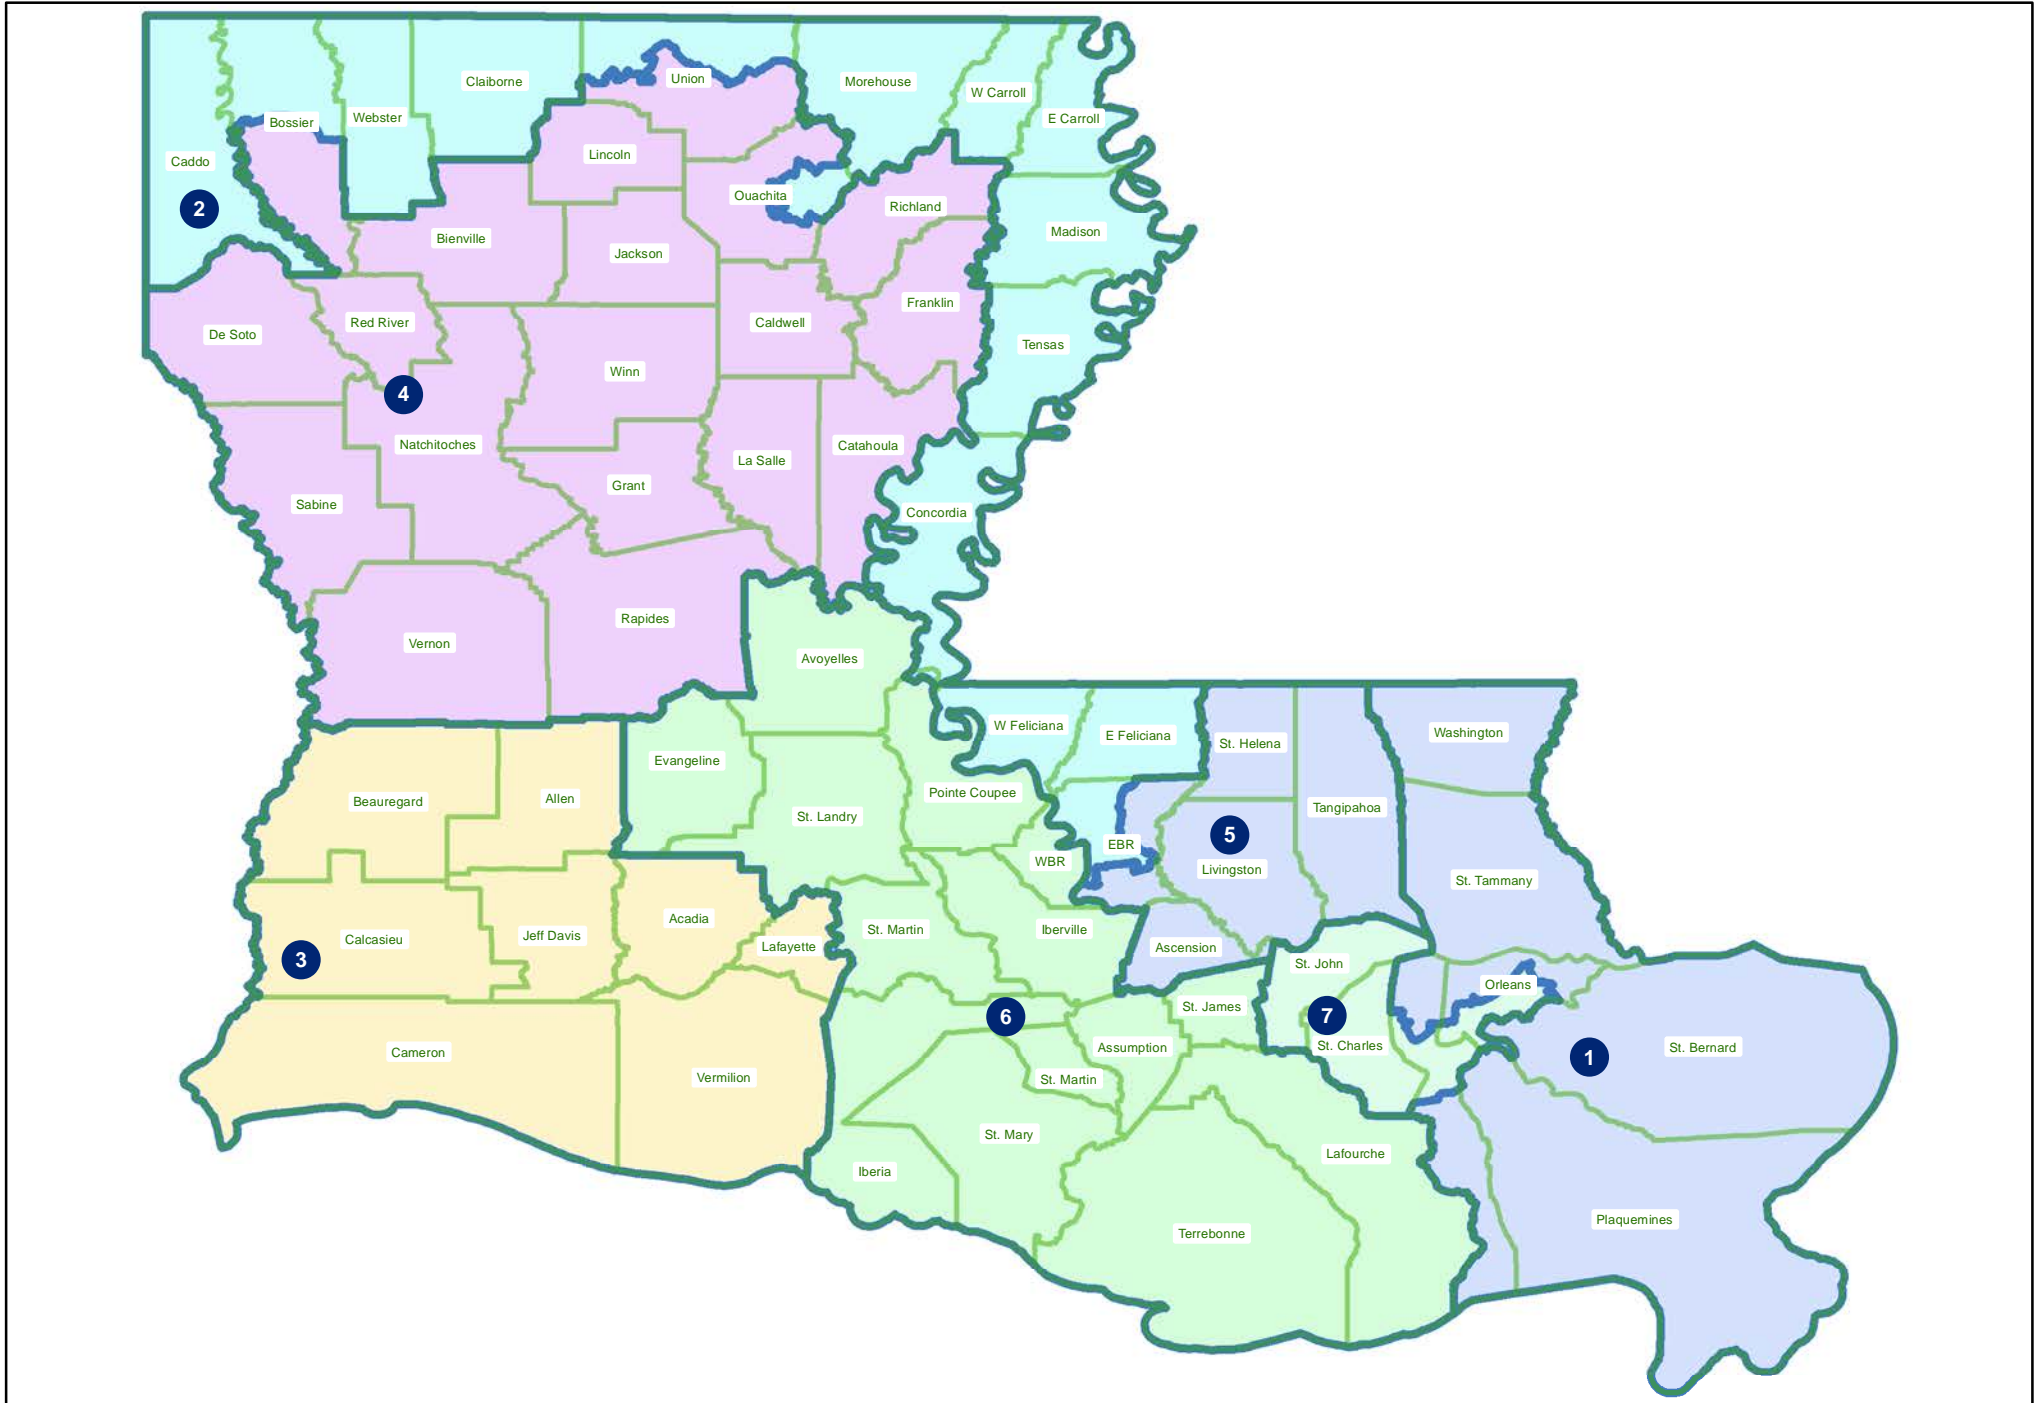 Union
Claiborne
Morehouse
W Carroll
Webster
E Carroll
Bossier
Lincoln
Caddo
Ouachita
2
Richland
Madison
Bienville
Jackson
Franklin
Red River
Caldwell
De Soto
Tensas
Winn
4
Natchitoches
Catahoula
La Salle
Grant
Sabine
Concordia
Rapides
Vernon
Avoyelles
W Feliciana
Washington
E Feliciana
St. Helena
Evangeline
Pointe Coupee
Allen
Beauregard
Tangipahoa
St. Landry
5
EBR
WBR
Livingston
St. Tammany
Acadia
St. Martin
Iberville
Jeff Davis
Calcasieu
Lafayette
Ascension
3
St. John
Orleans
St. James
6
7
St. Charles
Assumption
St. Bernard
Cameron
1
Vermilion
St. Martin
St. Mary
Lafourche
Iberia
Plaquemines
Terrebonne